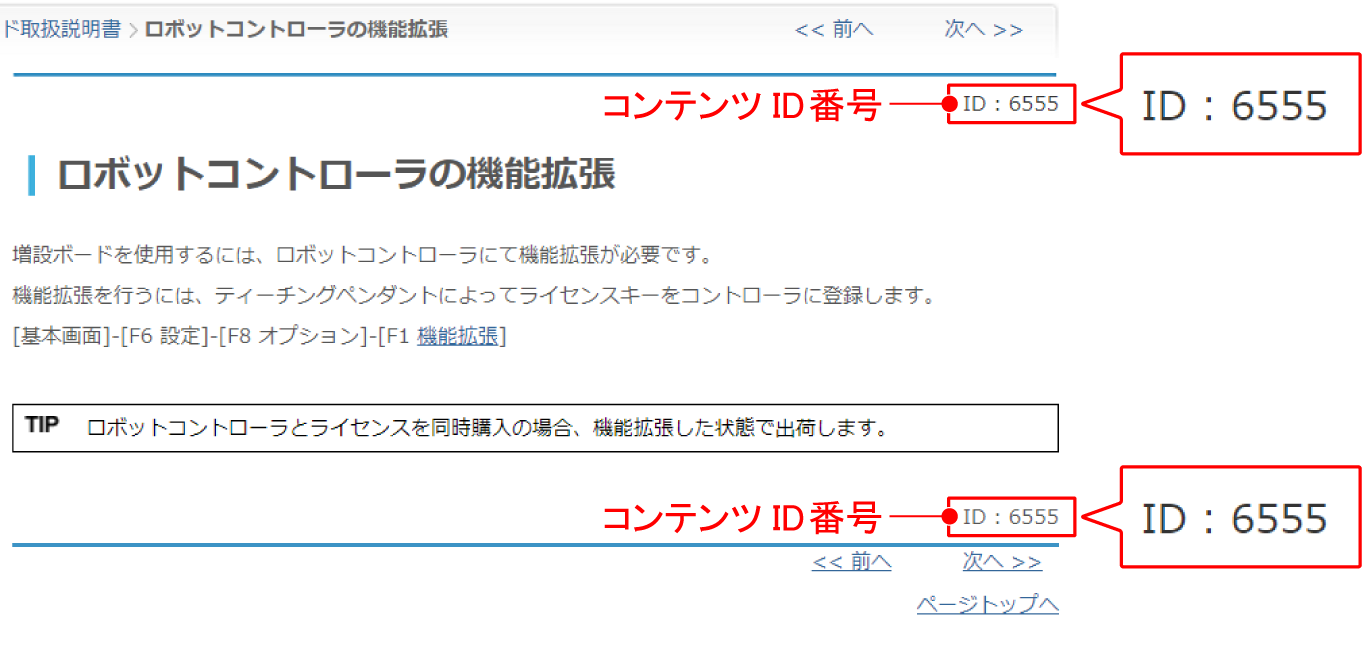 ド取扱説明書 > ロボットコントローラの機能拡張 << 前へ 次へ >>
コンテンツ ID 番号 ID：6555 ID：6555
ロボットコントローラの機能拡張
増設ボードを使用するには、ロボットコントローラにて機能拡張が必要です。
機能拡張を行うには、ティーチングペンダントによってライセンスキーをコントローラに登録します。
[基本画面]-[F6 設定]-[F8 オプション]-[F1 機能拡張]
TIP ロボットコントローラとライセンスを同時購入の場合、機能拡張した状態で出荷します。
コンテンツ ID 番号 ID：6555 ID：6555
<< 前へ 次へ >>
ページトップへ